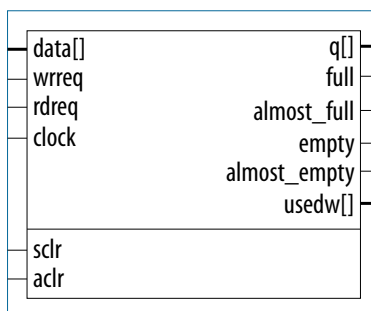 data[]
wrreq
rdreq
clock
q[]
full
almost_full
empty
almost_empty
usedw[]
sclr
aclr